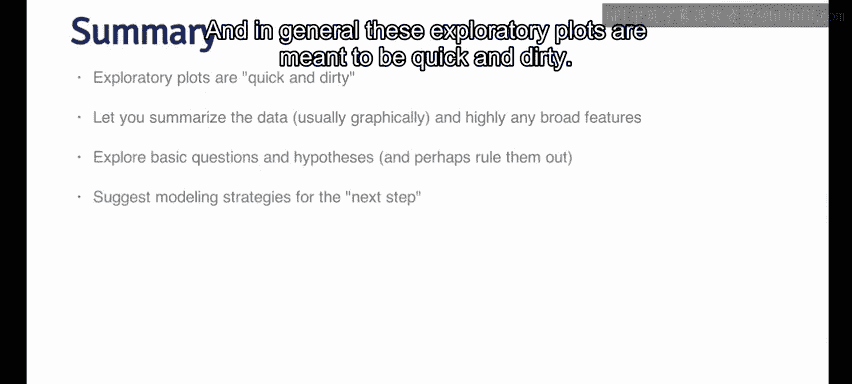 Summary
And in general these exploratory plots are
meant to be quick and dirty.
· Exploratory plots are "quick and dirty"
· Let you summarize the data (usually graphically) and highly any broad features
· Explore basic questions and hypotheses (and perhaps rule them out)
· Suggest modeling strategies for the "next step"